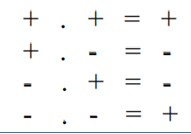 + . + = +
+ . - = -
- . + = -
- . - = +